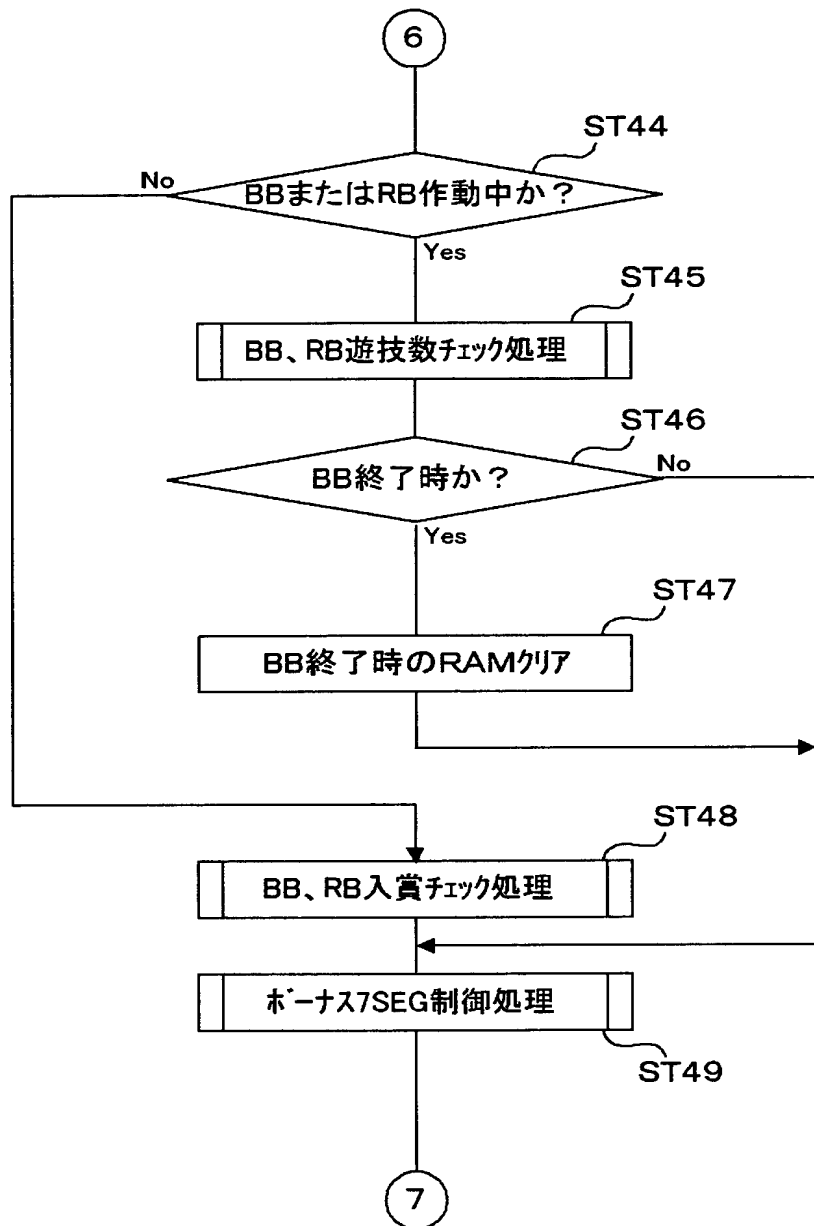 6
ST44
No
BBまたはRB作動中か？
Yes
ST45
BB、RB遊技数ﾁｪｯｸ処理
ST46
BB終了時か？
No
Yes
ST47
BB終了時のRAMｸﾘｱ
ST48
BB、RB入賞ﾁｪｯｸ処理
ﾎﾞｰﾅｽ7SEG制御処理
ST49
7